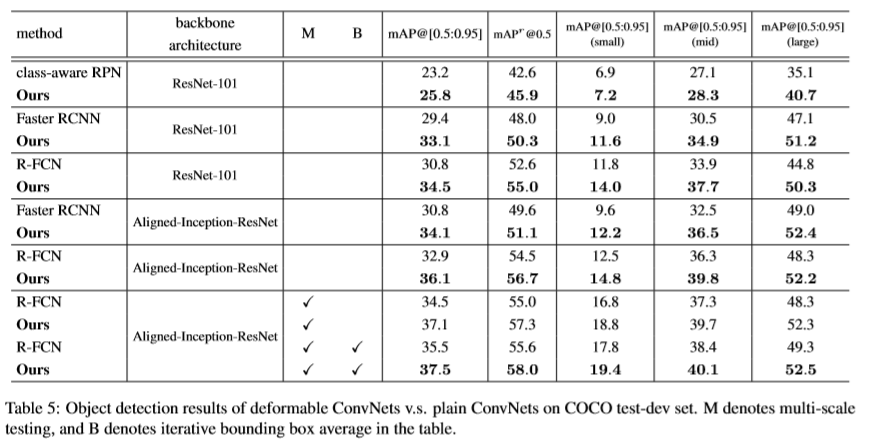 method backbone architecture M B mAP@[0.5:0.95] mAPʳ@0.5 mAP@[0.5:0.95] (small) mAP@[0.5:0.95] (mid) mAP@[0.5:0.95] (large)
class-aware RPN ResNet-101 23.2 42.6 6.9 27.1 35.1
Ours 25.8 45.9 7.2 28.3 40.7
Faster RCNN ResNet-101 29.4 48.0 9.0 30.5 47.1
Ours 33.1 50.3 11.6 34.9 51.2
R-FCN ResNet-101 30.8 52.6 11.8 33.9 44.8
Ours 34.5 55.0 14.0 37.7 50.3
Faster RCNN Aligned-Inception-ResNet 30.8 49.6 9.6 32.5 49.0
Ours 34.1 51.1 12.2 36.5 52.4
R-FCN Aligned-Inception-ResNet 32.9 54.5 12.5 36.3 48.3
Ours 36.1 56.7 14.8 39.8 52.2
R-FCN Aligned-Inception-ResNet ✓ 34.5 55.0 16.8 37.3 48.3
Ours ✓ 37.1 57.3 18.8 39.7 52.3
R-FCN ✓ ✓ 35.5 55.6 17.8 38.4 49.3
Ours ✓ ✓ 37.5 58.0 19.4 40.1 52.5
Table 5: Object detection results of deformable ConvNets v.s. plain ConvNets on COCO test-dev set. M denotes multi-scale
testing, and B denotes iterative bounding box average in the table.